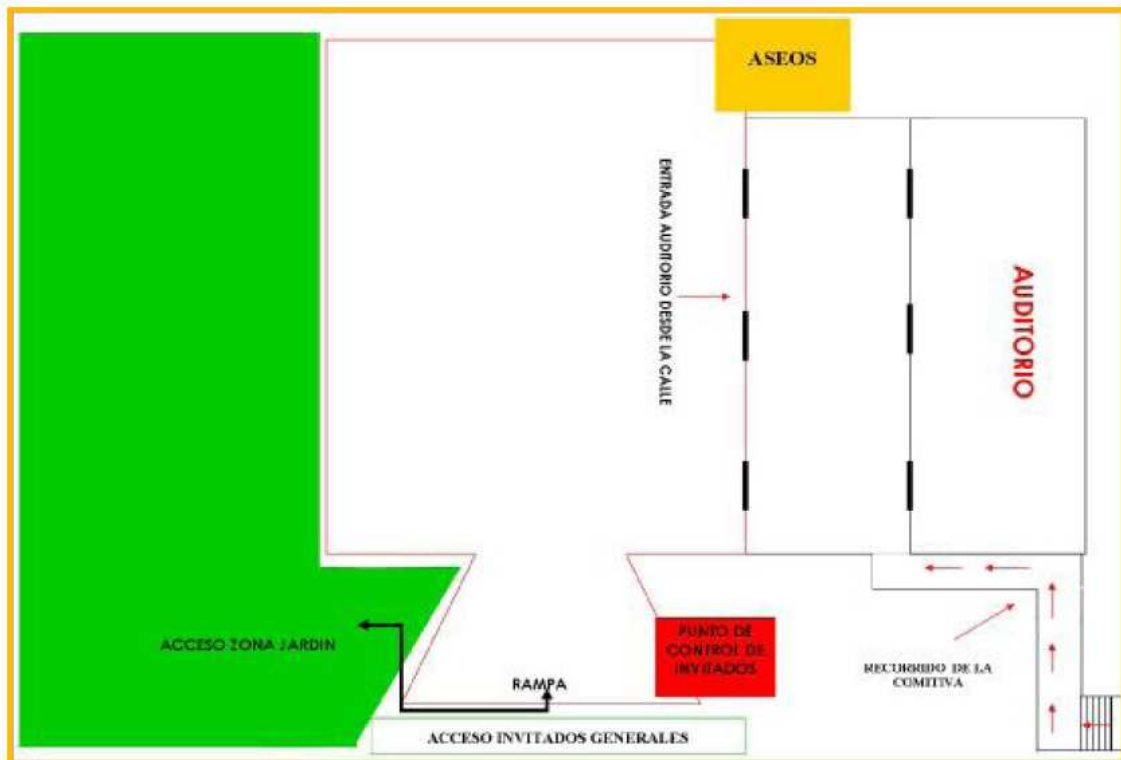 ASEOS
ENTRADA AUDITORIO DESDE LA CALLE
AUDITORIO
ACCESO ZONA JARDIN
RAMPA
PUNTO DE
CONTROL DE
INVITADOS
RECORRIDO DE LA
COMITIVA
ACCESO INVITADOS GENERALES